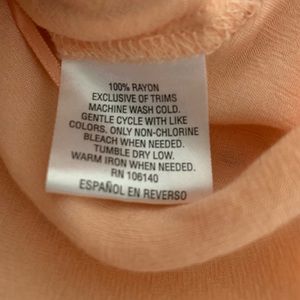 100% RAYON
EXCLUSIVE OF TRIMS
MACHINE WASH COLD.
GENTLE CYCLE WITH LIKE
COLORS, ONLY NON-CHLORINE
BLEACH WHEN NEEDED.
TUMBLE DRY LOW.
WARM IRON WHEN NEEDED.
RN 106140
ESPAÑOL EN REVERSO